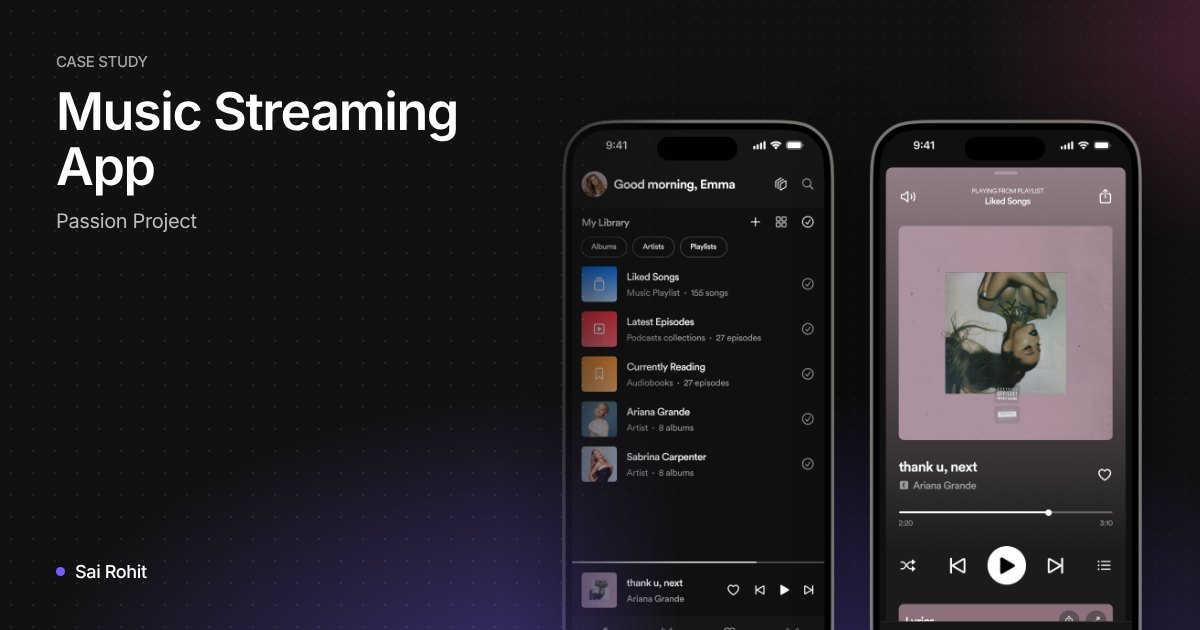 CASE STUDY
Music Streaming
App
Passion Project
Sai Rohit
9:41
Good morning, Emma
My Library
Albums
Artists
Playlists
Liked Songs
Music Playlist • 155 songs
Latest Episodes
Podcasts collections • 27 episodes
Currently Reading
Audiobooks • 27 episodes
Ariana Grande
Artist • 8 albums
Sabrina Carpenter
Artist • 8 albums
thank u, next
Ariana Grande
9:41
PLAYING FROM PLAYLIST
Liked Songs
thank u, next
E Ariana Grande
2:20
3:10
Lyrics